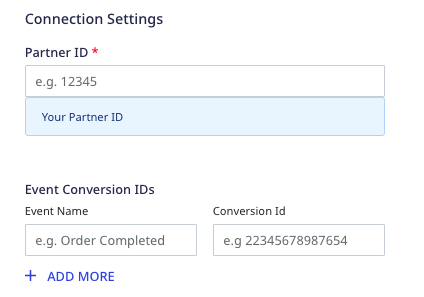 Connection Settings
Partner ID *
e.g. 12345
Your Partner ID
Event Conversion IDs
Event Name Conversion Id
e.g. Order Completed e.g 22345678987654
+ ADD MORE